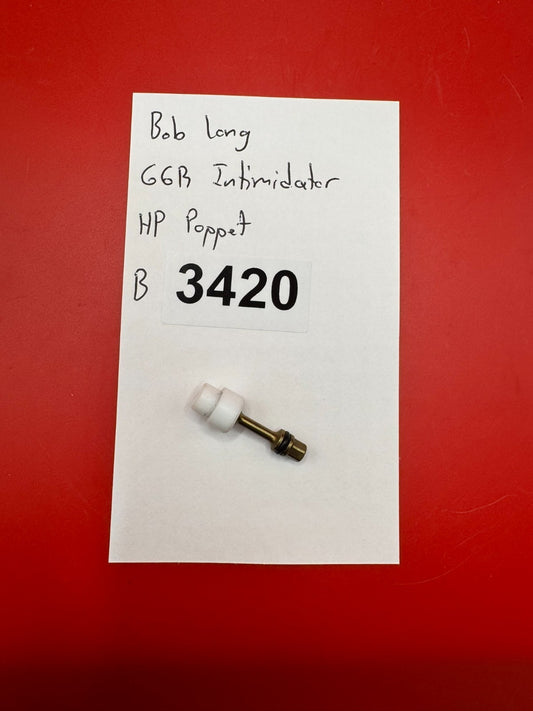 Bob Long
G6R Intimidator
HP Poppet
B 3420